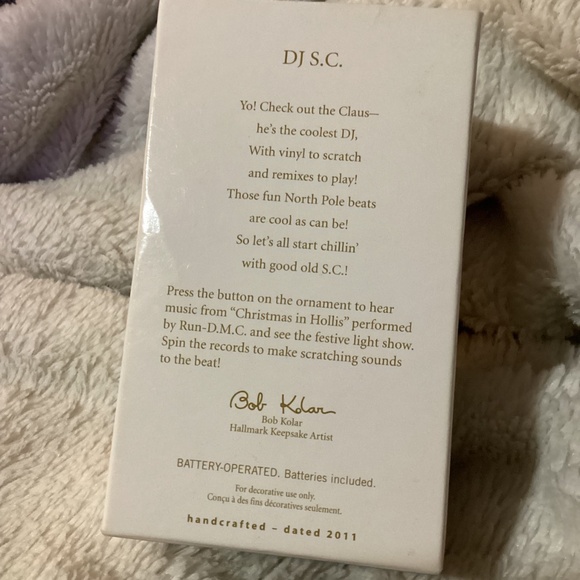 DJ S.C.
Yo! Check out the Claus—
he's the coolest DJ,
With vinyl to scratch
and remixes to play!
Those fun North Pole beats
are cool as can be!
So let's all start chillin'
with good old S.C.!
Press the button on the ornament to hear
music from "Christmas in Hollis" performed
by Run-D.M.C. and see the festive light show.
Spin the records to make scratching sounds
to the beat!
Bob Kolar
Bob Kolar
Hallmark Keepsake Artist
BATTERY-OPERATED. Batteries included.
For decorative use only.
Conçu à des fins décoratives seulement.
handcrafted – dated 2011